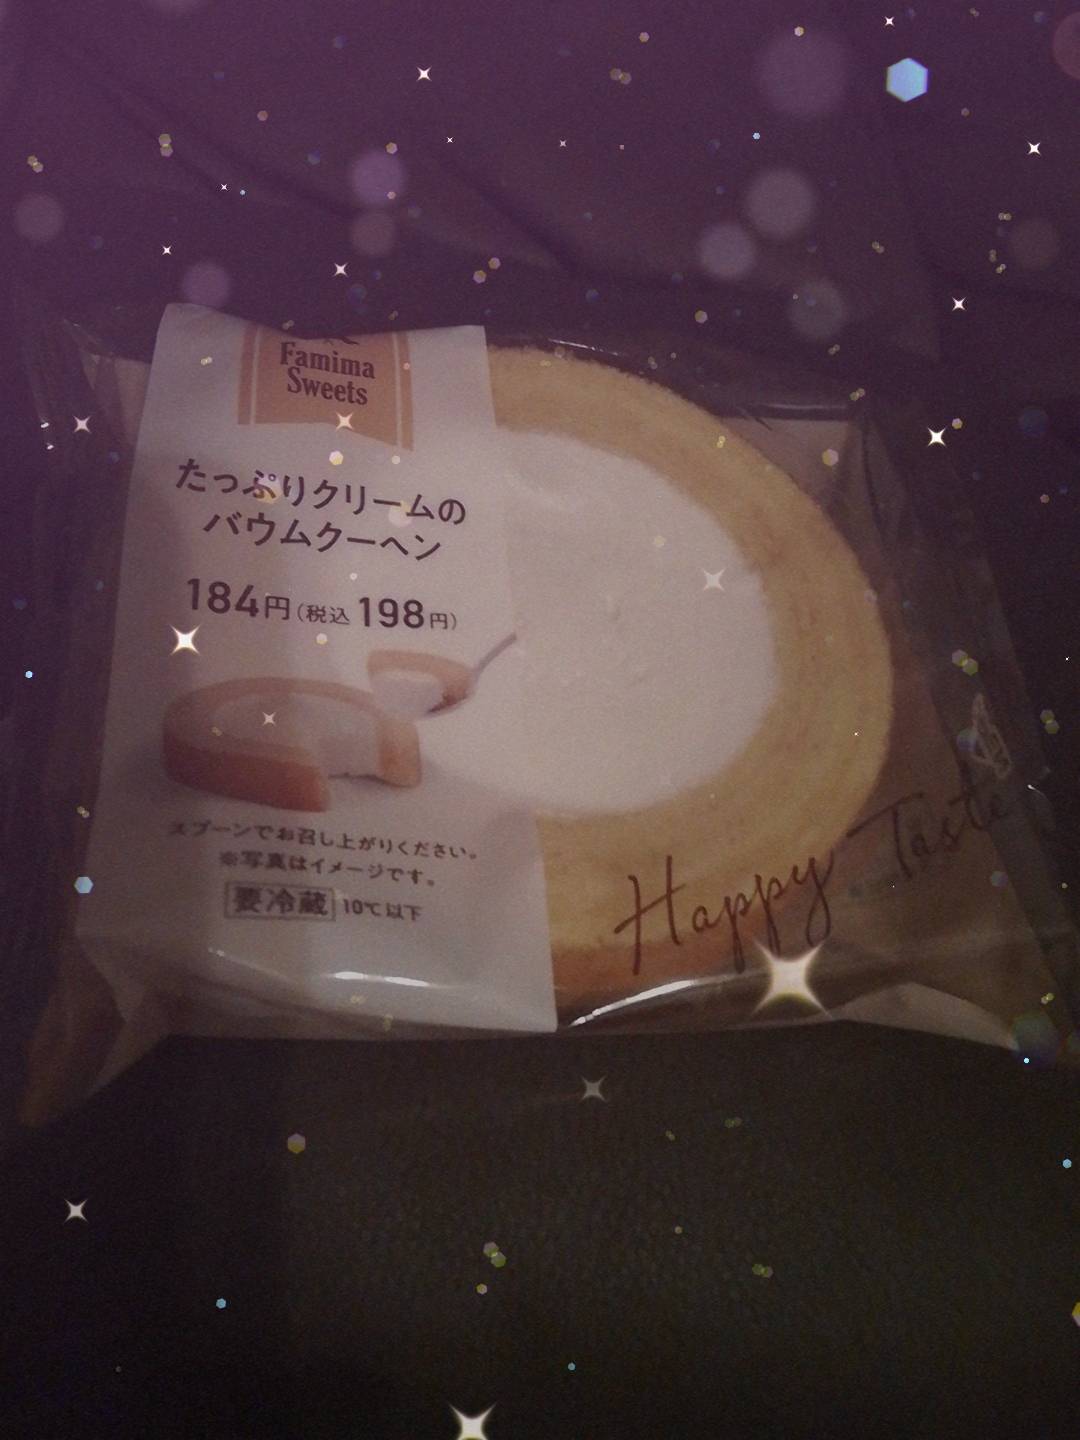 Famima
Sweets
たっぷりクリームの
バウムクーヘン
184円(税込 198円)
スプーンでお召し上がりください。
※写真はイメージです。
要冷蔵 10℃以下
Happy Taste